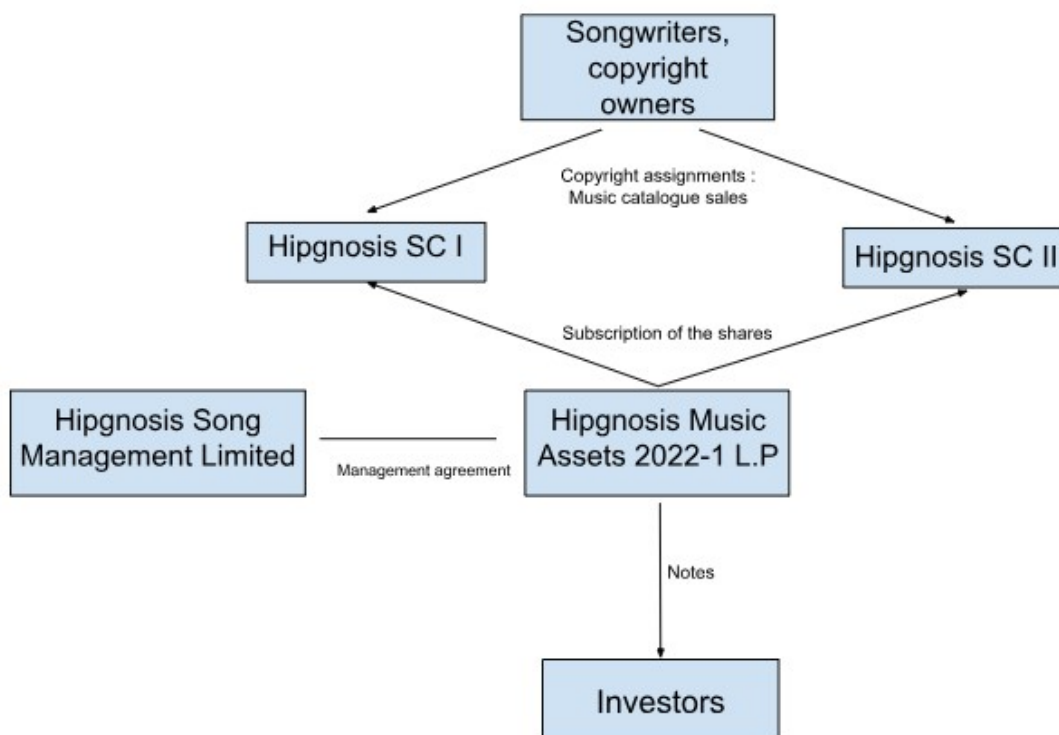 Songwriters,
copyright
owners
Copyright assignments :
Music catalogue sales
Hipgnosis SC I
Hipgnosis SC II
Subscription of the shares
Hipgnosis Song
Management Limited
Management agreement
Hipgnosis Music
Assets 2022-1 L.P
Notes
Investors